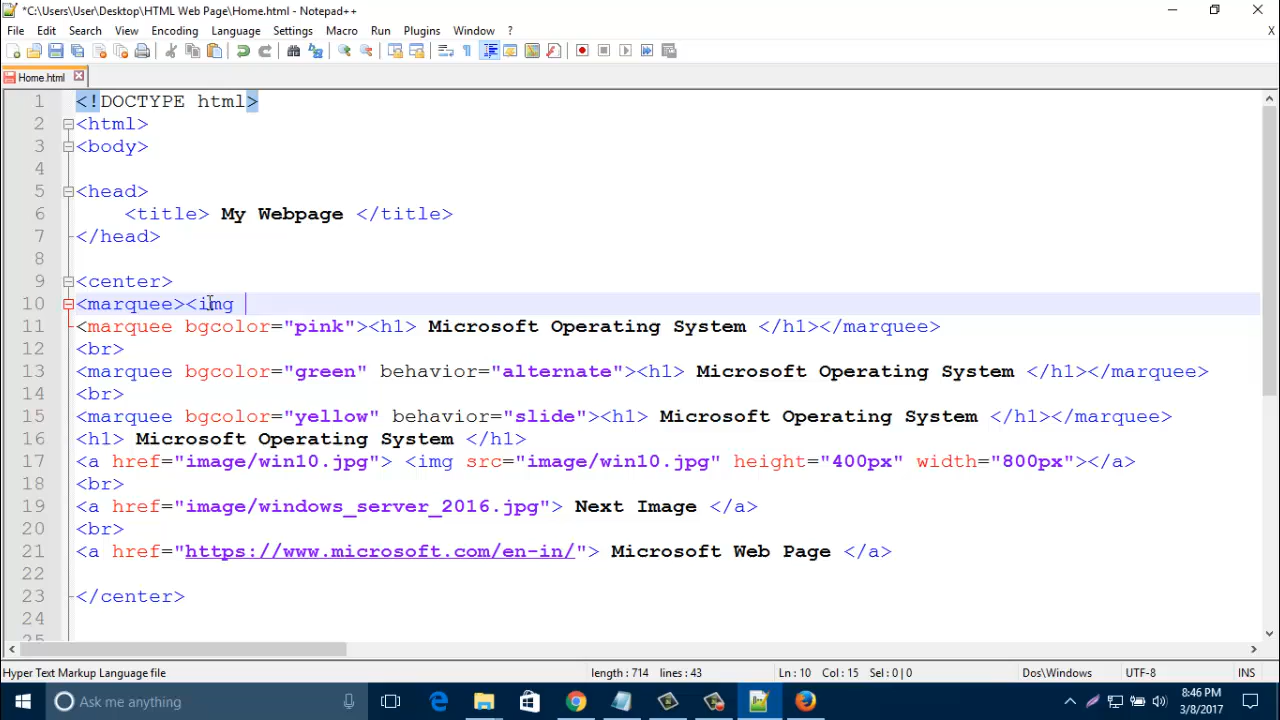 *C:\Users\User\Desktop\HTML Web Page\Home.html - Notepad++
File Edit Search View Encoding Language Settings Macro Run Plugins Window ? X
Home.html
1 <!DOCTYPE html>
2 <html>
3 <body>
4
5 <head>
6 <title> My Webpage </title>
7 </head>
8
9 <center>
10 <marquee><img
11 <marquee bgcolor="pink"><h1> Microsoft Operating System </h1></marquee>
12 <br>
13 <marquee bgcolor="green" behavior="alternate"><h1> Microsoft Operating System </h1></marquee>
14 <br>
15 <marquee bgcolor="yellow" behavior="slide"><h1> Microsoft Operating System </h1></marquee>
16 <h1> Microsoft Operating System </h1>
17 <a href="image/win10.jpg"> <img src="image/win10.jpg" height="400px" width="800px"></a>
18 <br>
19 <a href="image/windows_server_2016.jpg"> Next Image </a>
20 <br>
21 <a href="https://www.microsoft.com/en-in/"> Microsoft Web Page </a>
22
23 </center>
24
25
Hyper Text Markup Language file length : 714 lines : 43 Ln : 10 Col : 15 Sel : 0 | 0 Dos\Windows UTF-8 INS
Ask me anything 8:46 PM
3/8/2017